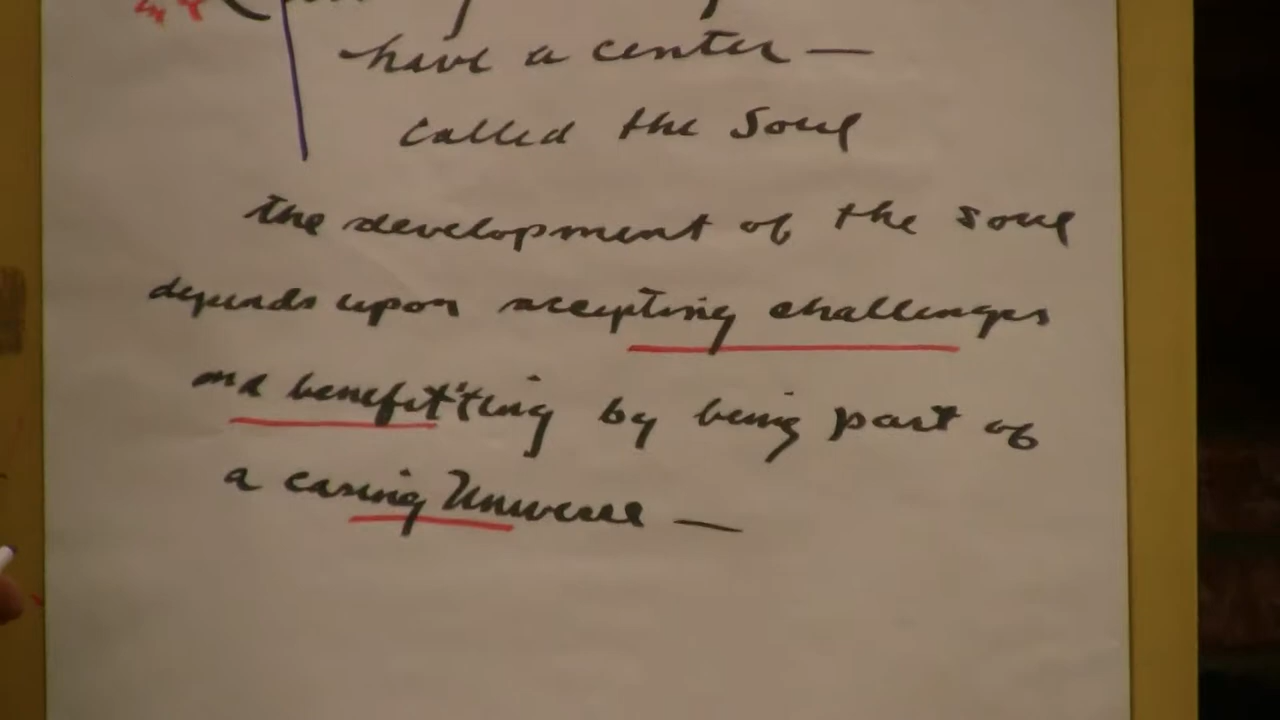 have a center —
called the Soul
the development of the soul
depends upon accepting challenges
and benefitting by being part of
a caring Universe —